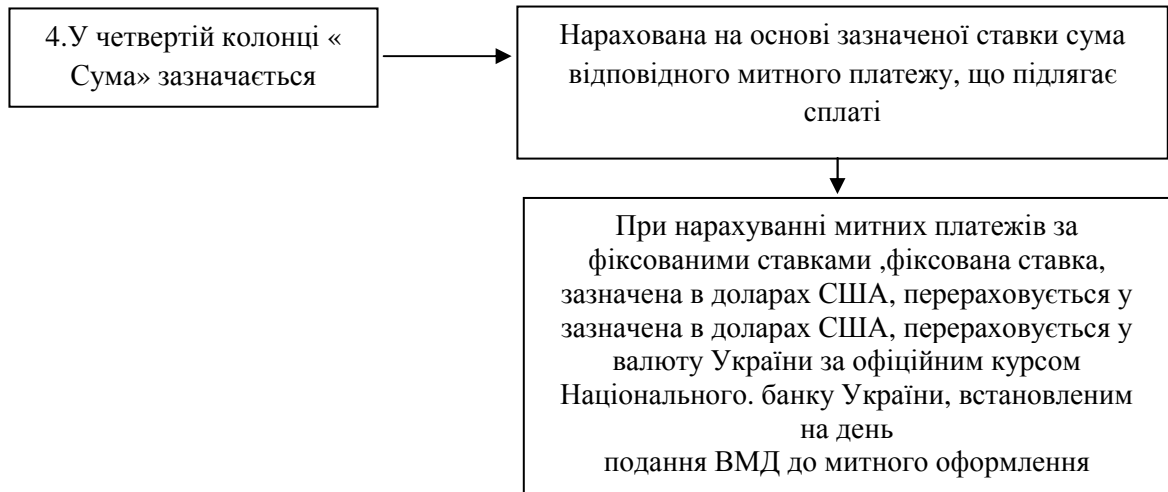 4.У четвертій колонці «
Сума» зазначається
Нарахована на основі зазначеної ставки сума
відповідного митного платежу, що підлягає
сплаті
При нарахуванні митних платежів за
фіксованими ставками ,фіксована ставка,
зазначена в доларах США, перераховується у
зазначена в доларах США, перераховується у
валюту України за офіційним курсом
Національного. банку України, встановленим
на день
подання ВМД до митного оформлення